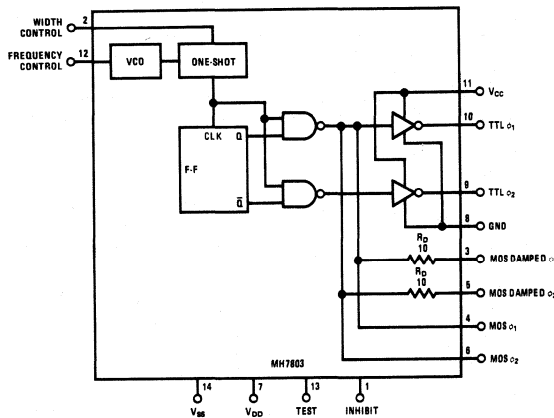 WIDTH CONTROL 2
FREQUENCY CONTROL 12
VCO
ONE-SHOT
CLK Q
F-F
Q̅
11 VCC
10 TTL φ1
9 TTL φ2
8 GND
RD
10
3 MOS DAMPED
RD
10
5 MOS DAMPED φ2
4 MOS φ1
6 MOS φ2
MH7803
14 7 13 1
VSS VDD TEST INHIBIT